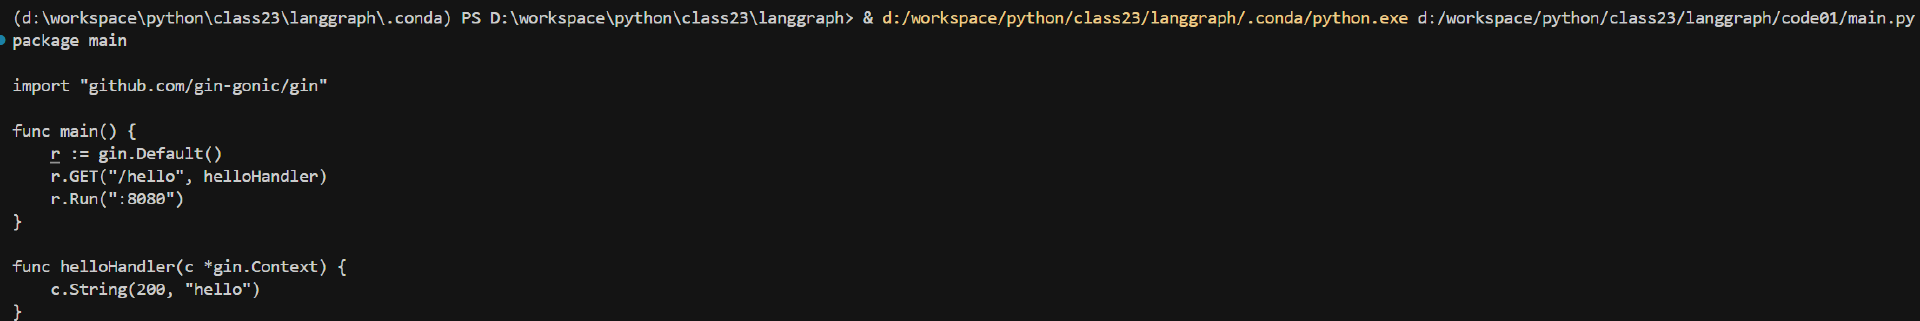 (d:\workspace\python\class23\langgraph\.conda) PS D:\workspace\python\class23\langgraph> & d:/workspace/python/class23/langgraph/.conda/python.exe d:/workspace/python/class23/langgraph/code01/main.py
package main

import "github.com/gin-gonic/gin"

func main() {
    r := gin.Default()
    r.GET("/hello", helloHandler)
    r.Run(":8080")
}

func helloHandler(c *gin.Context) {
    c.String(200, "hello")
}